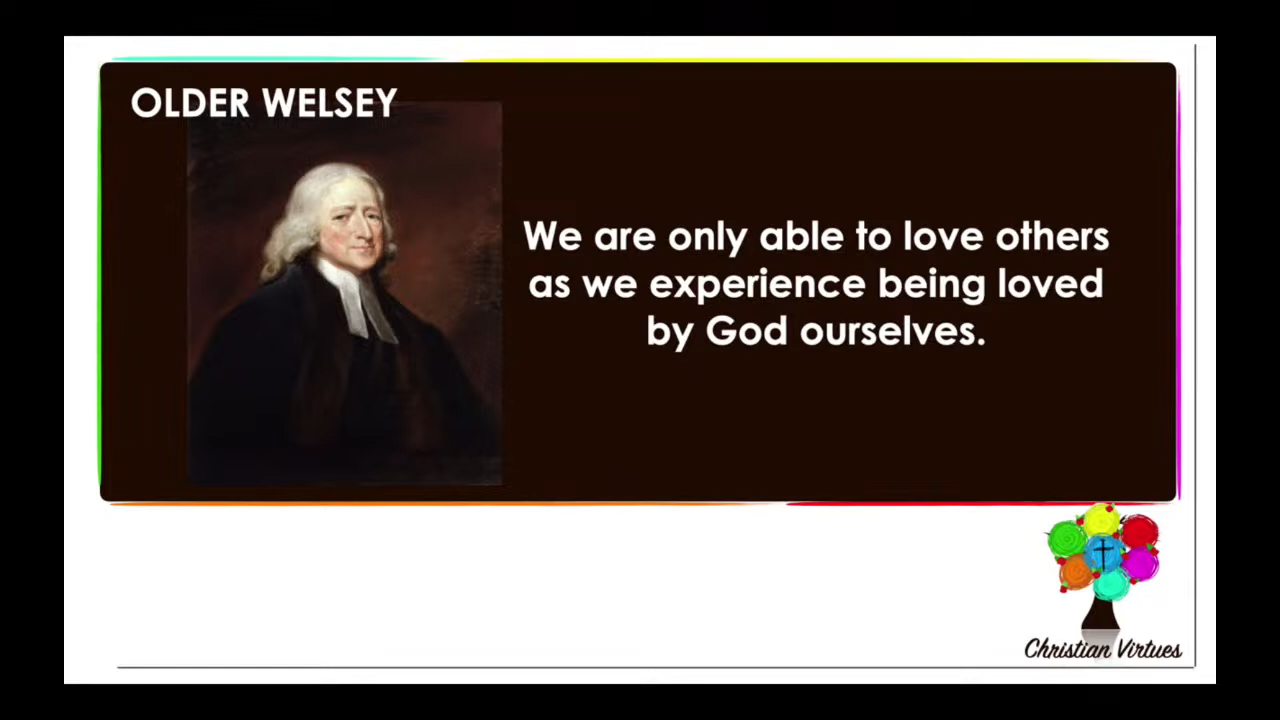 OLDER WELSEY
We are only able to love others
as we experience being loved
by God ourselves.
Christian Virtues